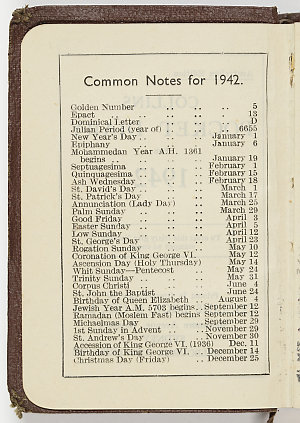 Common Notes for 1942.
Golden Number .. .. .. 5
Epact .. .. .. .. 13
Dominical Letter .. .. .. D
Julian Period (year of) .. .. 6655
New Year's Day .. .. .. January 1
Epiphany .. .. .. January 6
Mohammedan Year A.H. 1361
begins .. .. .. January 19
Septuagesima .. .. .. February 1
Quinquagesima .. .. .. February 15
Ash Wednesday .. .. .. February 18
St. David's Day .. .. .. March 1
St. Patrick's Day .. .. .. March 17
Annunciation (Lady Day) .. March 25
Palm Sunday .. .. .. March 29
Good Friday .. .. .. April 3
Easter Sunday .. .. .. April 5
Low Sunday .. .. .. April 12
St. George's Day .. .. .. April 23
Rogation Sunday .. .. .. May 10
Coronation of King George VI. .. May 12
Ascension Day (Holy Thursday) May 14
Whit Sunday—Pentecost .. May 24
Trinity Sunday .. .. .. May 31
Corpus Christi .. .. .. June 4
St. John the Baptist .. .. June 24
Birthday of Queen Elizabeth .. August 4
Jewish Year A.M. 5703 begins.. September 12
Ramadan (Moslem Fast) begins September 12
Michaelmas Day .. .. September 29
1st Sunday in Advent .. .. November 29
St. Andrew's Day .. .. November 30
Accession of King George VI. (1936) Dec. 11
Birthday of King George VI. ... December 14
Christmas Day (Friday) .. December 25